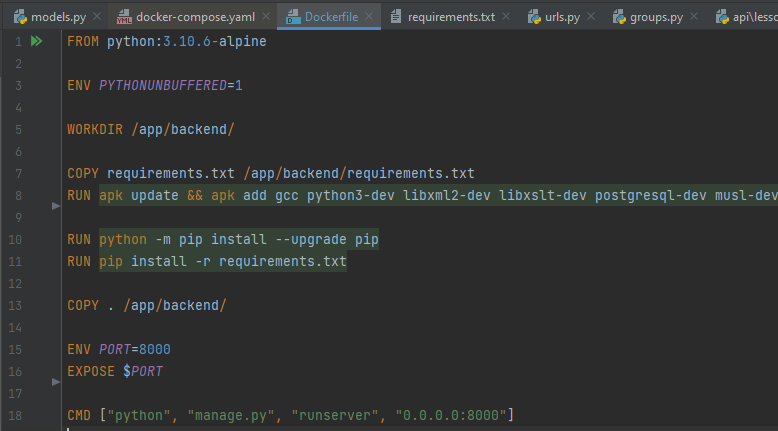 models.py docker-compose.yaml Dockerfile requirements.txt urls.py groups.py
1 FROM python:3.10.6-alpine
2
3 ENV PYTHONUNBUFFERED=1
4
5 WORKDIR /app/backend/
6
7 COPY requirements.txt /app/backend/requirements.txt
8 RUN apk update && apk add gcc python3-dev libxml2-dev libxslt-dev postgresql-dev musl-dev
9
10 RUN python -m pip install --upgrade pip
11 RUN pip install -r requirements.txt
12
13 COPY . /app/backend/
14
15 ENV PORT=8000
16 EXPOSE $PORT
17
18 CMD ["python", "manage.py", "runserver", "0.0.0.0:8000"]